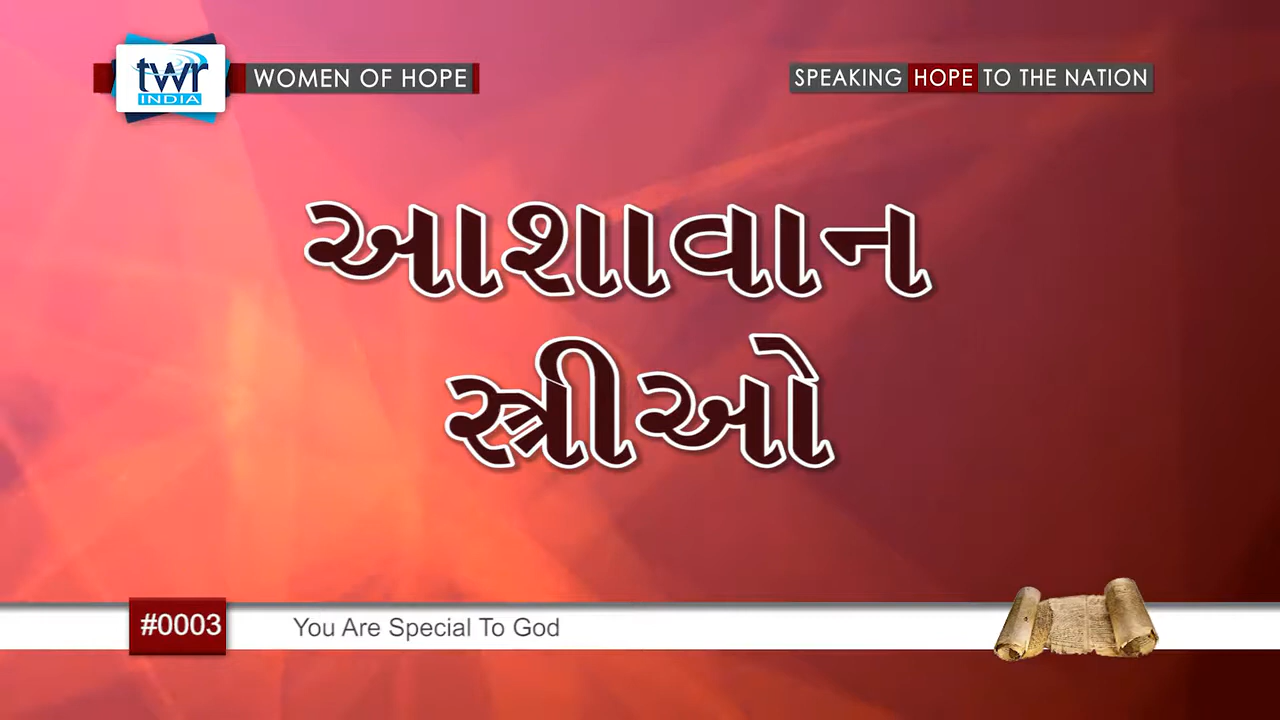 twr
INDIA
WOMEN OF HOPE
SPEAKING HOPE TO THE NATION
આશાવાન
સ્ત્રીઓ
#0003
You Are Special To God